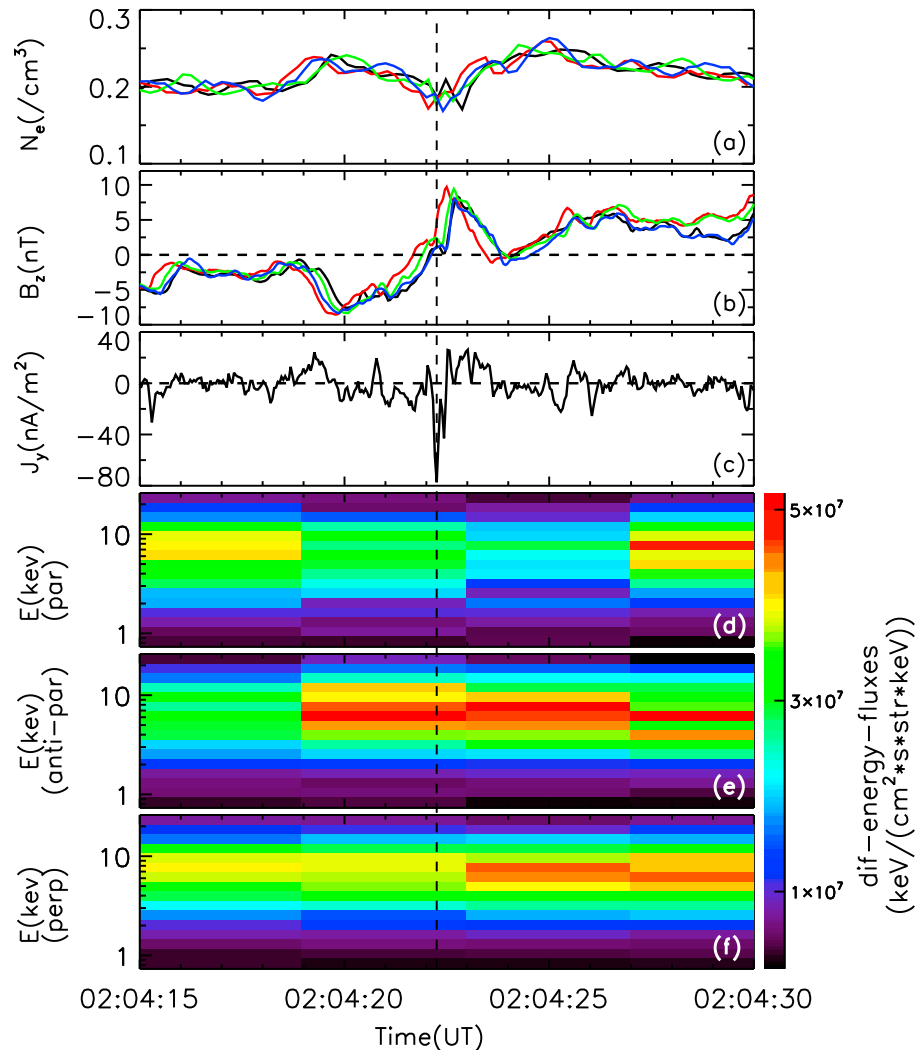 0.3
0.2
0.1
N_e(/cm^3)
(a)
10
5
0
−5
−10
B_z(nT)
(b)
40
0
−40
−80
J_y(nA/m^2)
(c)
10
1
E(kev)
(par)
(d)
10
1
E(kev)
(anti−par)
(e)
10
1
E(kev)
(perp)
(f)
5×10^7
3×10^7
1×10^7
dif−energy−fluxes
(keV/(cm^2*s*str*keV))
02:04:15
02:04:20
02:04:25
02:04:30
Time(UT)